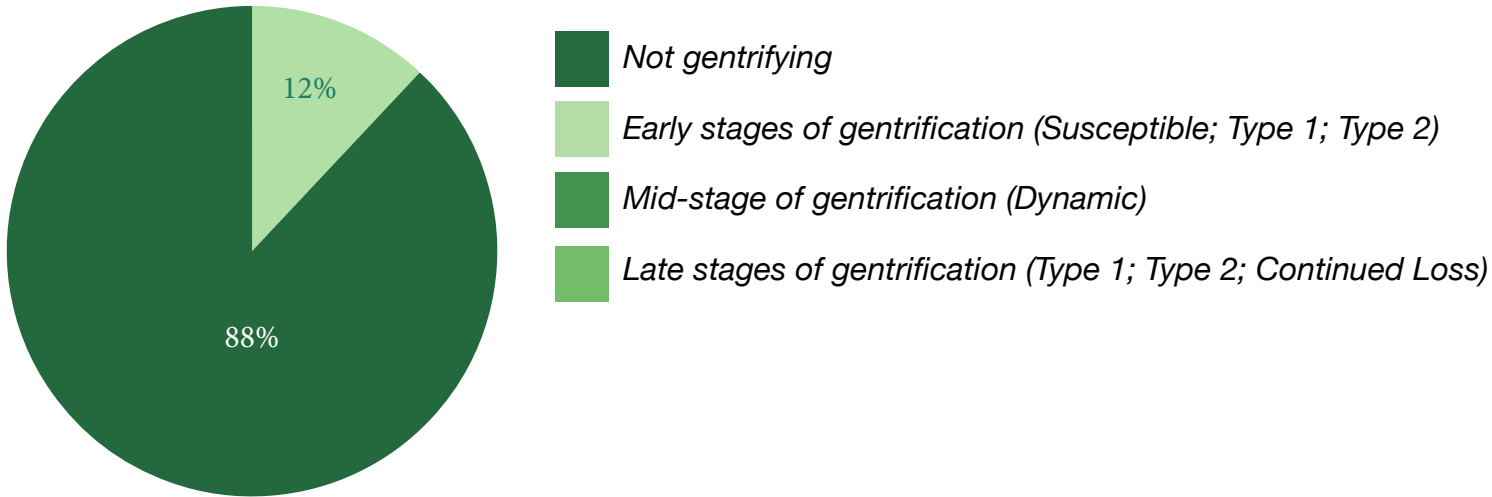 12%
88%
Not gentrifying
Early stages of gentrification (Susceptible; Type 1; Type 2)
Mid-stage of gentrification (Dynamic)
Late stages of gentrification (Type 1; Type 2; Continued Loss)